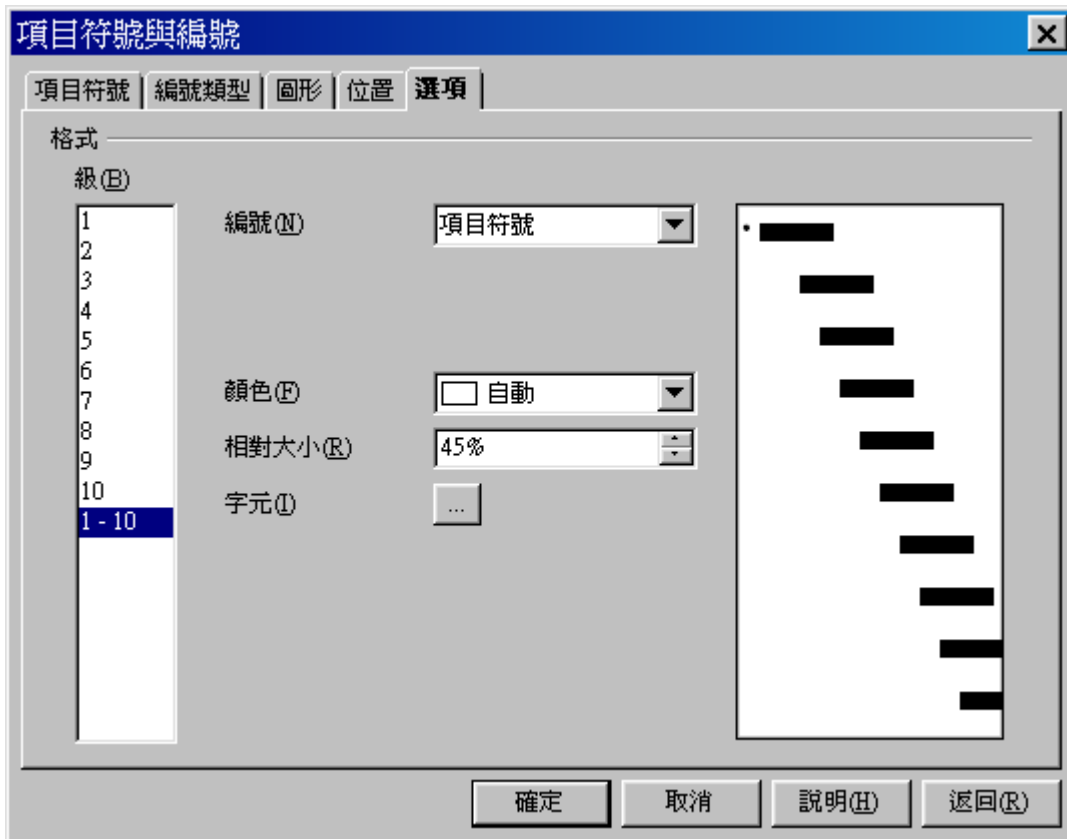 項目符號與編號
項目符號 編號類型 圖形 位置 選項
格式
級(B)
1
2
3
4
5
6
7
8
9
10
1 - 10
編號(N) 項目符號
顏色(F) 自動
相對大小(R) 45%
字元(I) ...
確定 取消 說明(H) 返回(R)